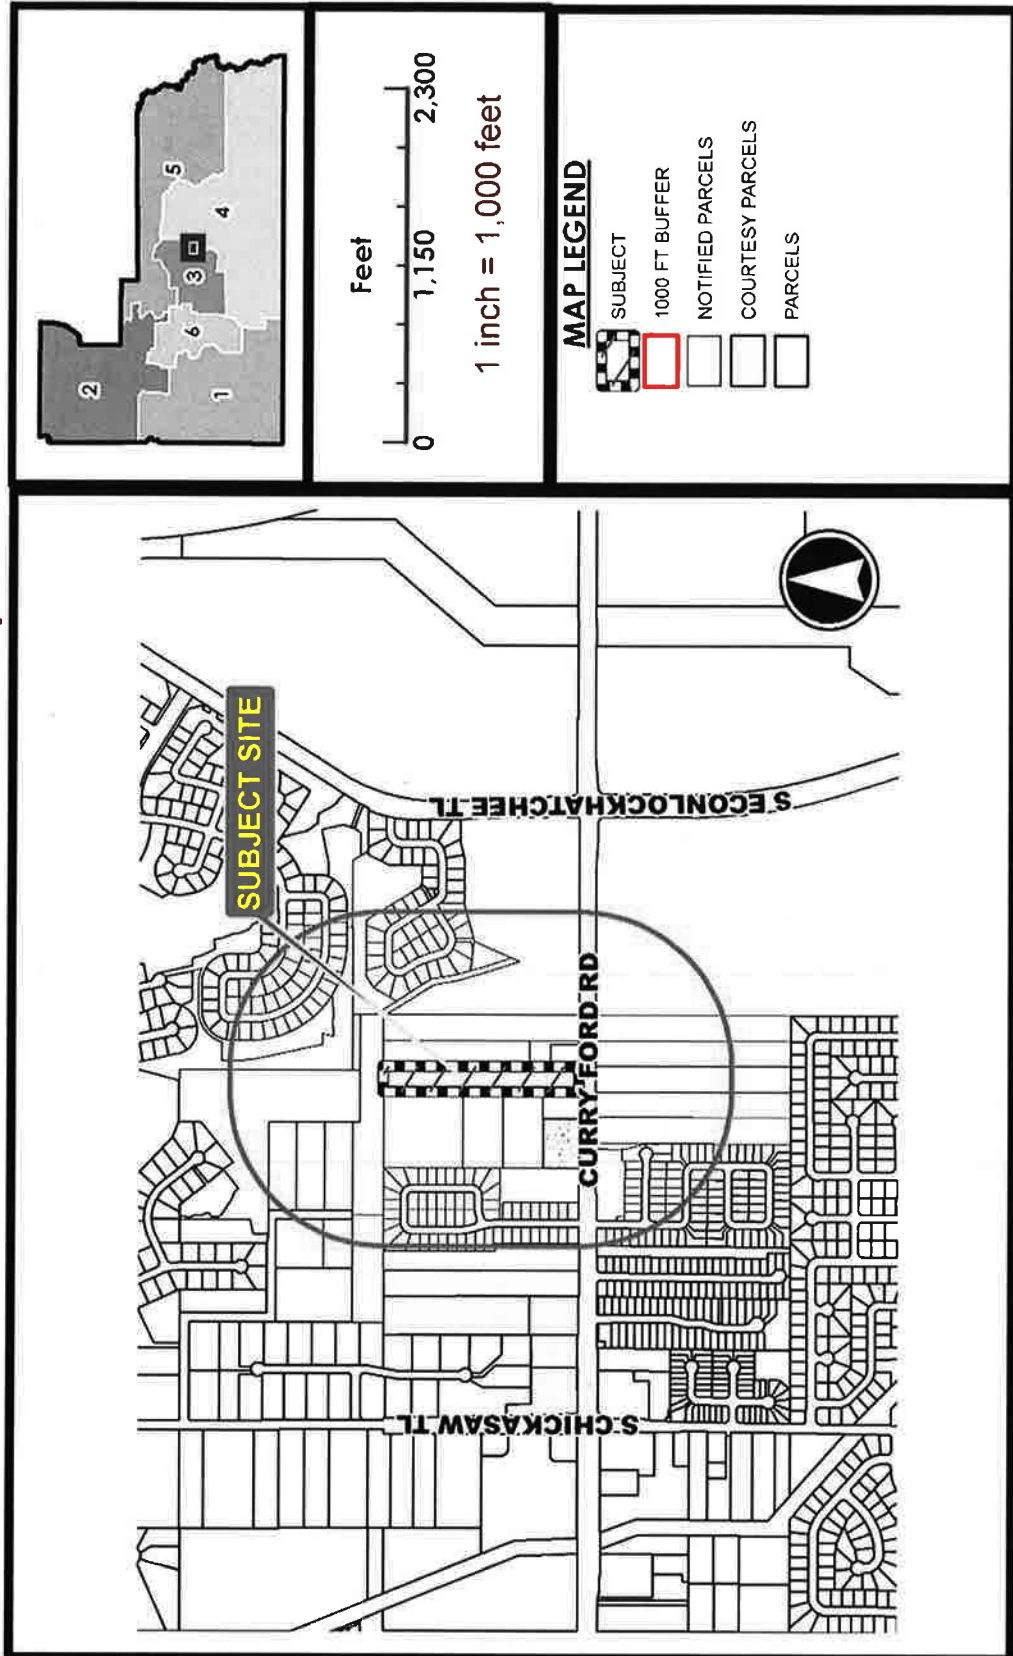 SUBJECT SITE
S ECONLOCKHATCHEE TL
CURRY FORD RD
S CHICKASAW TL
2
5
3
4
6
1
Feet
0 1,150 2,300
1 inch = 1,000 feet
MAP LEGEND
SUBJECT
1000 FT BUFFER
NOTIFIED PARCELS
COURTESY PARCELS
PARCELS